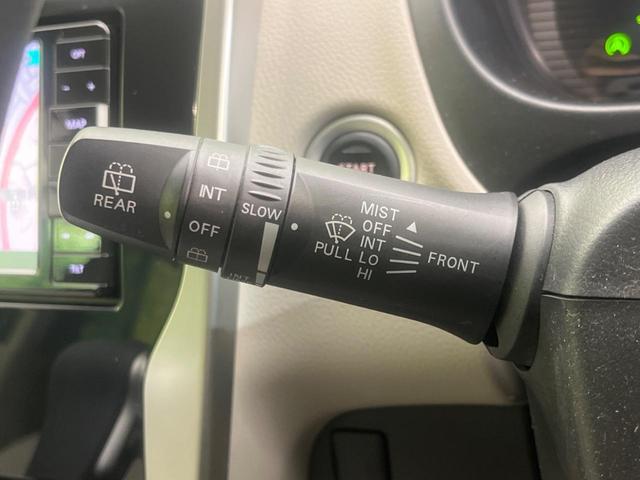 MAP
START
REAR
INT
OFF
SLOW
PULL
MIST
OFF
INT
LO
HI
FRONT